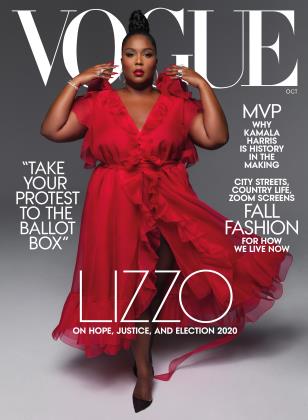 VOGUE
OCT
MVP
WHY
KAMALA
HARRIS
IS HISTORY
IN THE
MAKING
CITY STREETS,
COUNTRY LIFE,
ZOOM SCREENS
FALL
FASHION
FOR HOW
WE LIVE NOW
“TAKE
YOUR
PROTEST
TO THE
BALLOT
BOX”
LIZZO
ON HOPE, JUSTICE, AND ELECTION 2020